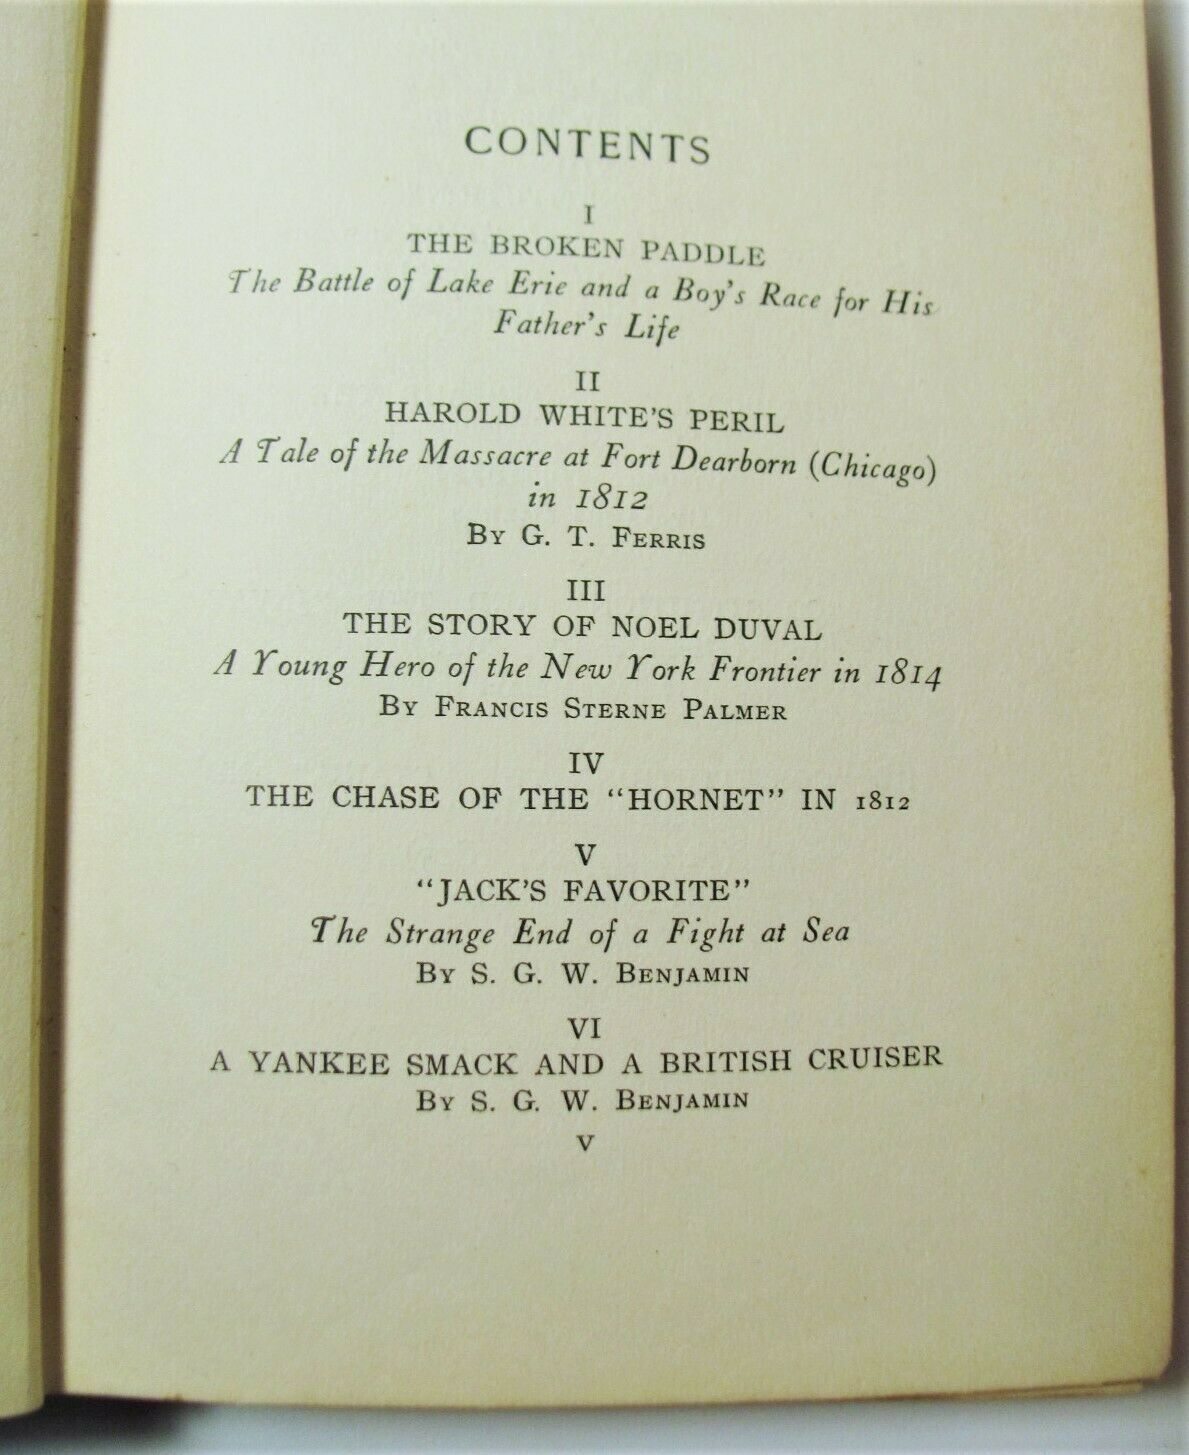 CONTENTS
I
THE BROKEN PADDLE
The Battle of Lake Erie and a Boy's Race for His
Father's Life
II
HAROLD WHITE'S PERIL
A Tale of the Massacre at Fort Dearborn (Chicago)
in 1812
BY G. T. FERRIS
III
THE STORY OF NOEL DUVAL
A Young Hero of the New York Frontier in 1814
BY FRANCIS STERNE PALMER
IV
THE CHASE OF THE "HORNET" IN 1812
V
"JACK'S FAVORITE"
The Strange End of a Fight at Sea
BY S. G. W. BENJAMIN
VI
A YANKEE SMACK AND A BRITISH CRUISER
BY S. G. W. BENJAMIN
V